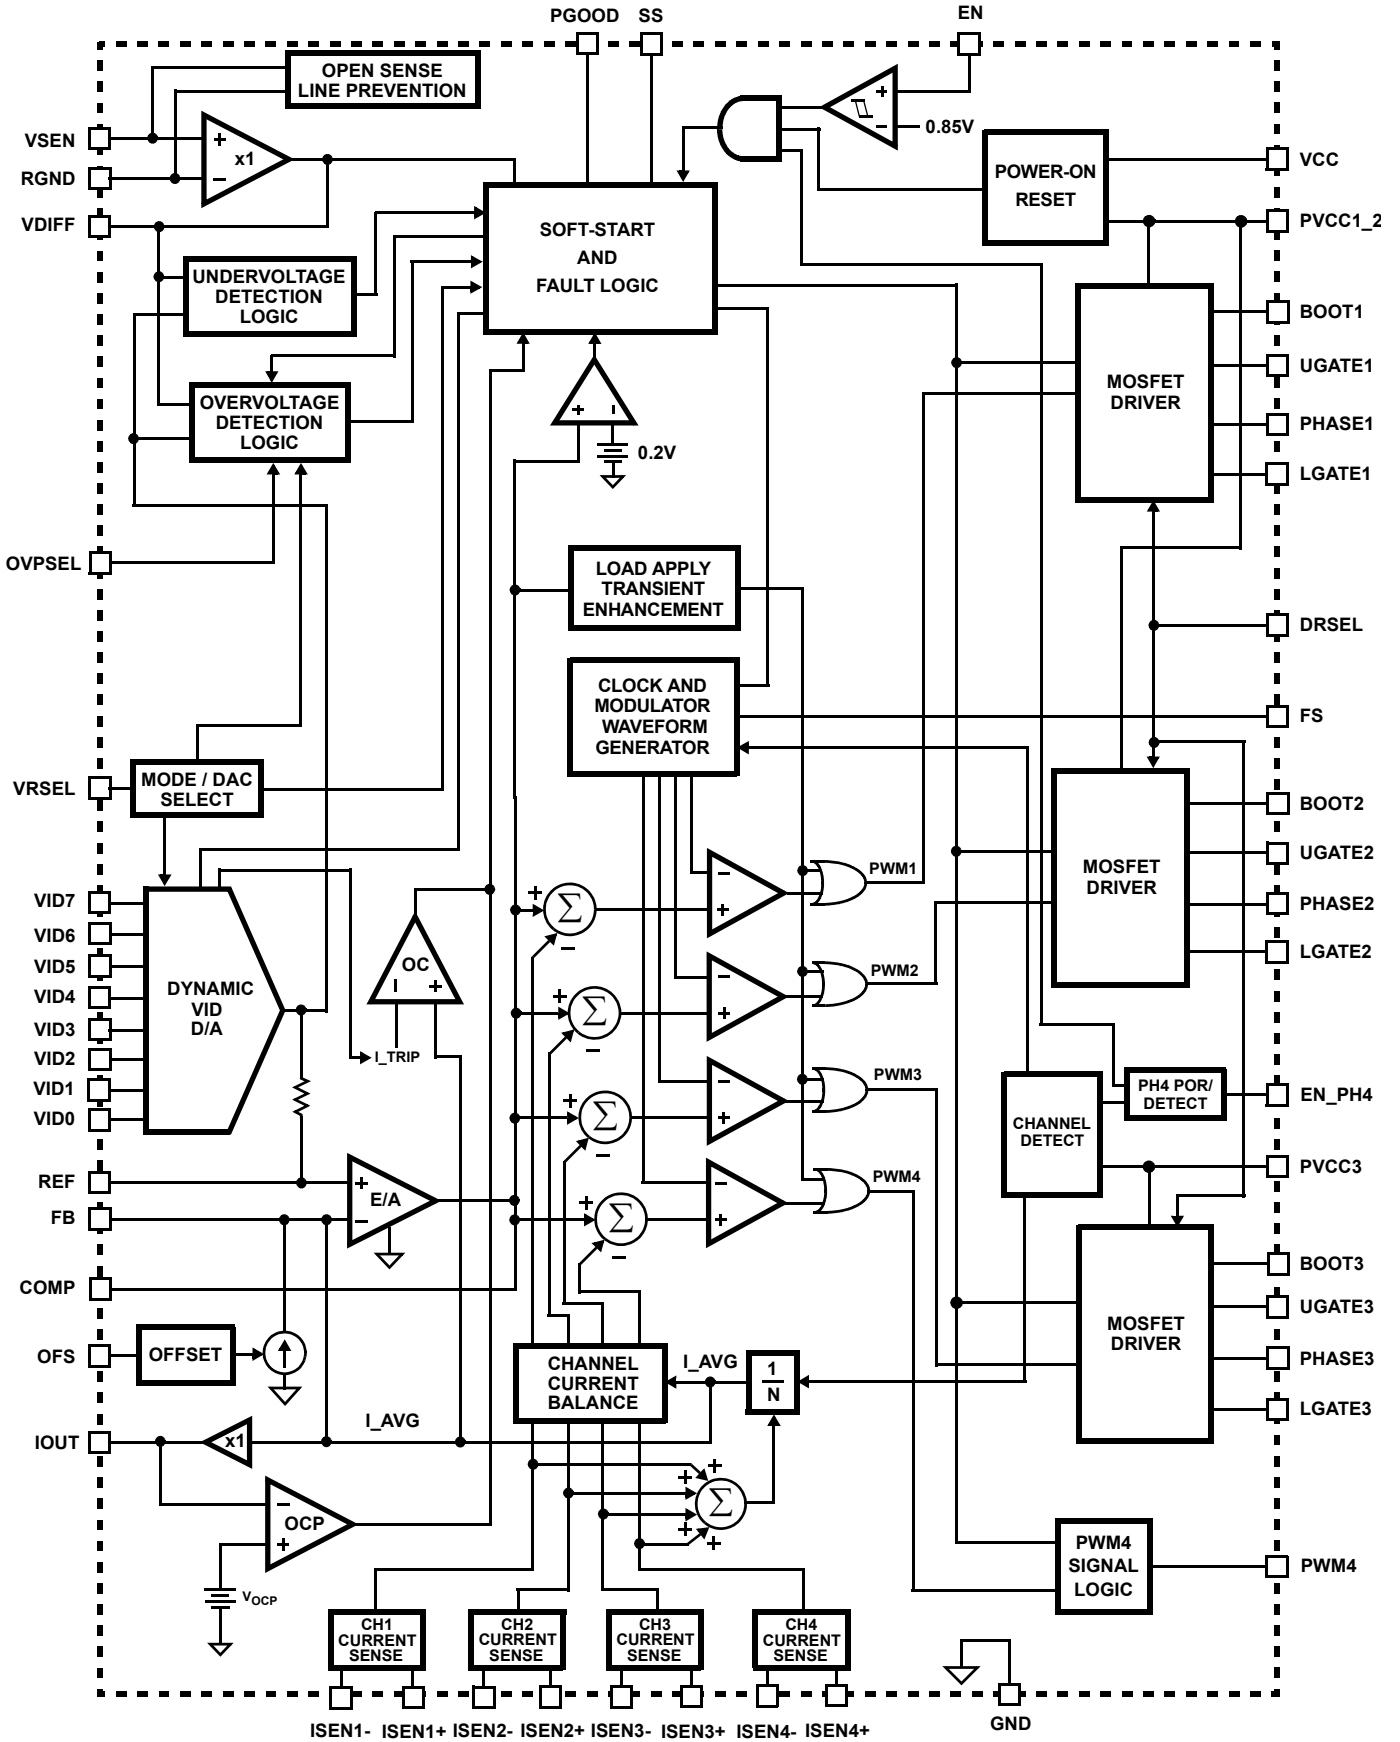 PGOOD SS EN
OPEN SENSE
LINE PREVENTION
VSEN
+
−
x1
RGND
VDIFF
+
−
0.85V
POWER-ON
RESET
VCC
PVCC1_2
SOFT-START
AND
FAULT LOGIC
UNDERVOLTAGE
DETECTION
LOGIC
OVERVOLTAGE
DETECTION
LOGIC
+ −
0.2V
MOSFET
DRIVER
BOOT1
UGATE1
PHASE1
LGATE1
OVPSEL
LOAD APPLY
TRANSIENT
ENHANCEMENT
DRSEL
CLOCK AND
MODULATOR
WAVEFORM
GENERATOR
FS
VRSEL
MODE / DAC
SELECT
MOSFET
DRIVER
BOOT2
UGATE2
PHASE2
LGATE2
VID7
VID6
VID5
VID4
VID3
VID2
VID1
VID0
DYNAMIC
VID
D/A
OC
− +
I_TRIP
+
Σ
−
−
+
PWM1
+
Σ
−
−
+
PWM2
+
Σ
−
−
+
PWM3
+
Σ
−
−
+
PWM4
CHANNEL
DETECT
PH4 POR/
DETECT
EN_PH4
PVCC3
REF
FB
+
E/A
−
COMP
OFS
OFFSET
CHANNEL
CURRENT
BALANCE
I_AVG
1
N
MOSFET
DRIVER
BOOT3
UGATE3
PHASE3
LGATE3
IOUT
x1
I_AVG
−
OCP
+
VOCP
+
+
Σ
+
+
PWM4
SIGNAL
LOGIC
PWM4
CH1
CURRENT
SENSE
CH2
CURRENT
SENSE
CH3
CURRENT
SENSE
CH4
CURRENT
SENSE
ISEN1- ISEN1+ ISEN2- ISEN2+ ISEN3- ISEN3+ ISEN4- ISEN4+
GND